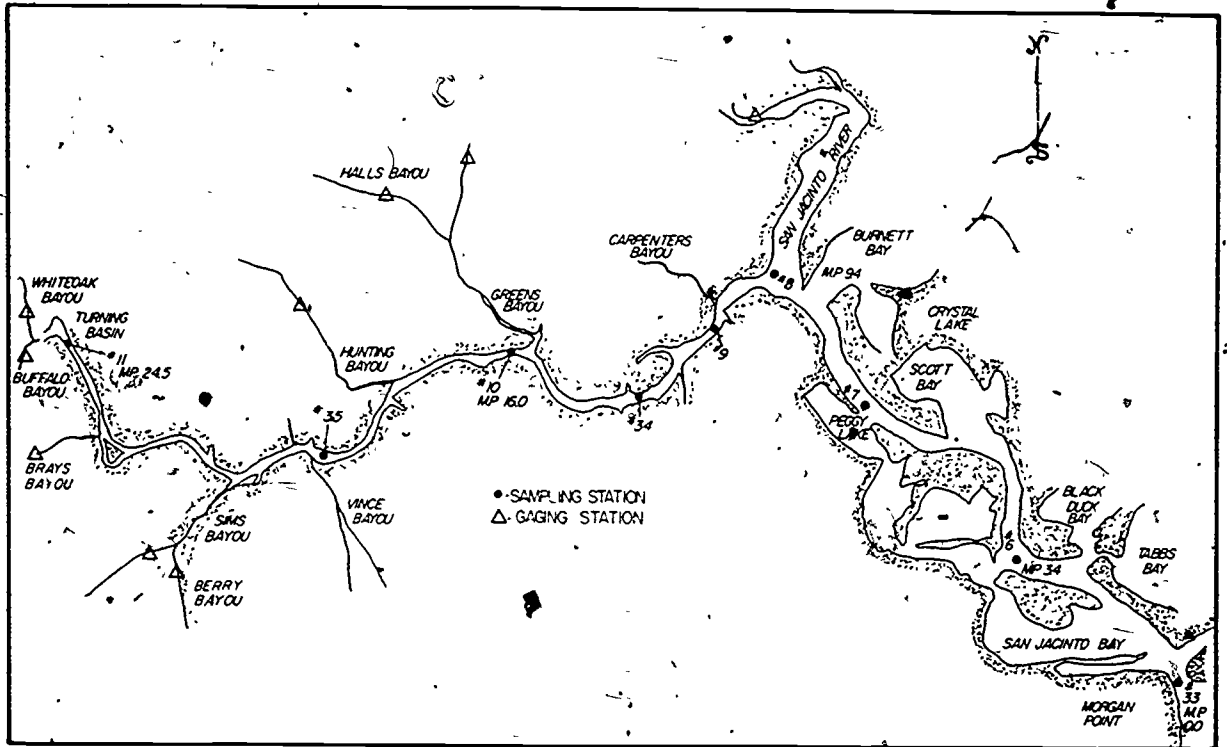 SAN JACINTO RIVER
HALLS BAYOU
CARPENTERS
BAYOU
BURNETT
BAY
#8
M.P. 9.4
WHITEOAK
BAYOU
TURNING
BASIN
GREENS
BAYOU
CRYSTAL
LAKE
#9
11
M.P. 24.5
BUFFALO
BAYOU
HUNTING
BAYOU
#10
M.P. 16.0
SCOTT
BAY
#7
PEGGY
LAKE
#35
#34
BRAYS
BAYOU
SIMS
BAYOU
VINCE
BAYOU
●-SAMPLING STATION
△-GAGING STATION
BLACK
DUCK
BAY
TABBS
BAY
#6
M.P. 3.4
BERRY
BAYOU
SAN JACINTO BAY
MORGAN
POINT
#33
M.P.
0.0